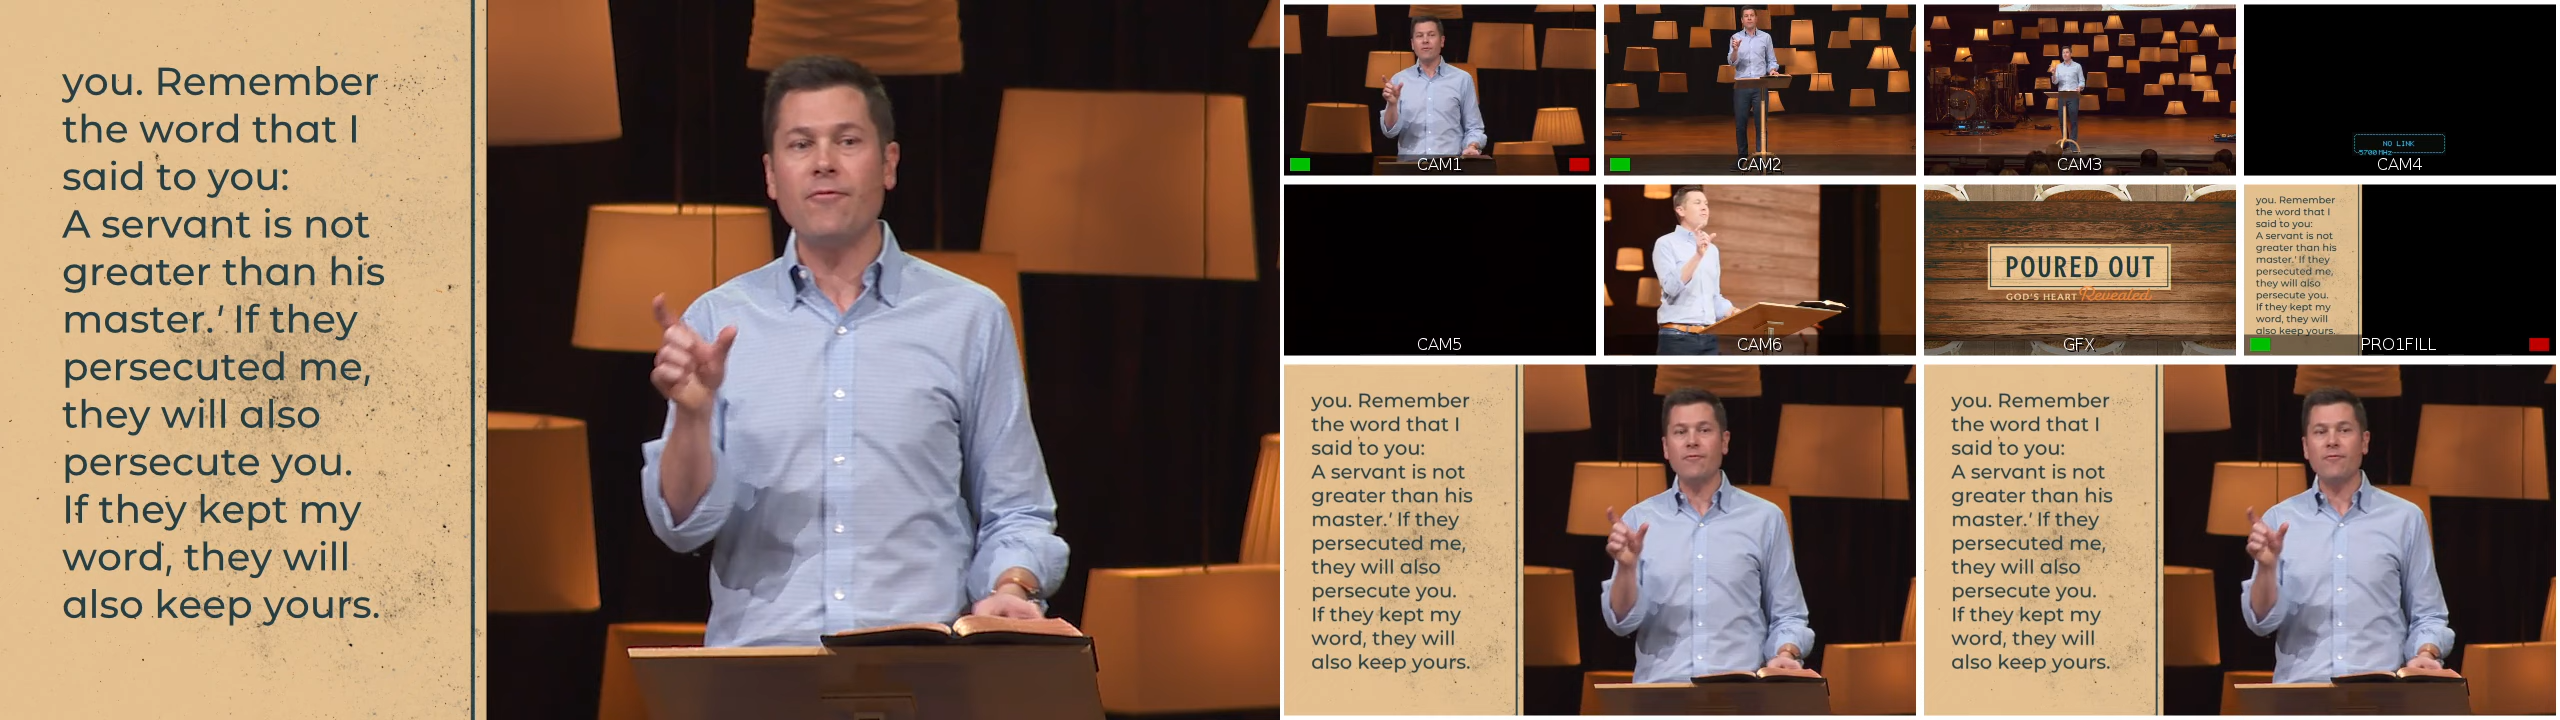 you. Remember
the word that I
said to you:
A servant is not
greater than his
master.' If they
persecuted me,
they will also
persecute you.
If they kept my
word, they will
also keep yours.
CAM1
CAM2
CAM3
NO LINK
5700 MHz
CAM4
CAM5
CAM6
POURED OUT
GOD'S HEART Revealed
GFX
you. Remember
the word that I
said to you:
A servant is not
greater than his
master.' If they
persecuted me,
they will also
persecute you.
If they kept my
word, they will
also keep yours.
PRO1FILL
you. Remember
the word that I
said to you:
A servant is not
greater than his
master.' If they
persecuted me,
they will also
persecute you.
If they kept my
word, they will
also keep yours.
you. Remember
the word that I
said to you:
A servant is not
greater than his
master.' If they
persecuted me,
they will also
persecute you.
If they kept my
word, they will
also keep yours.